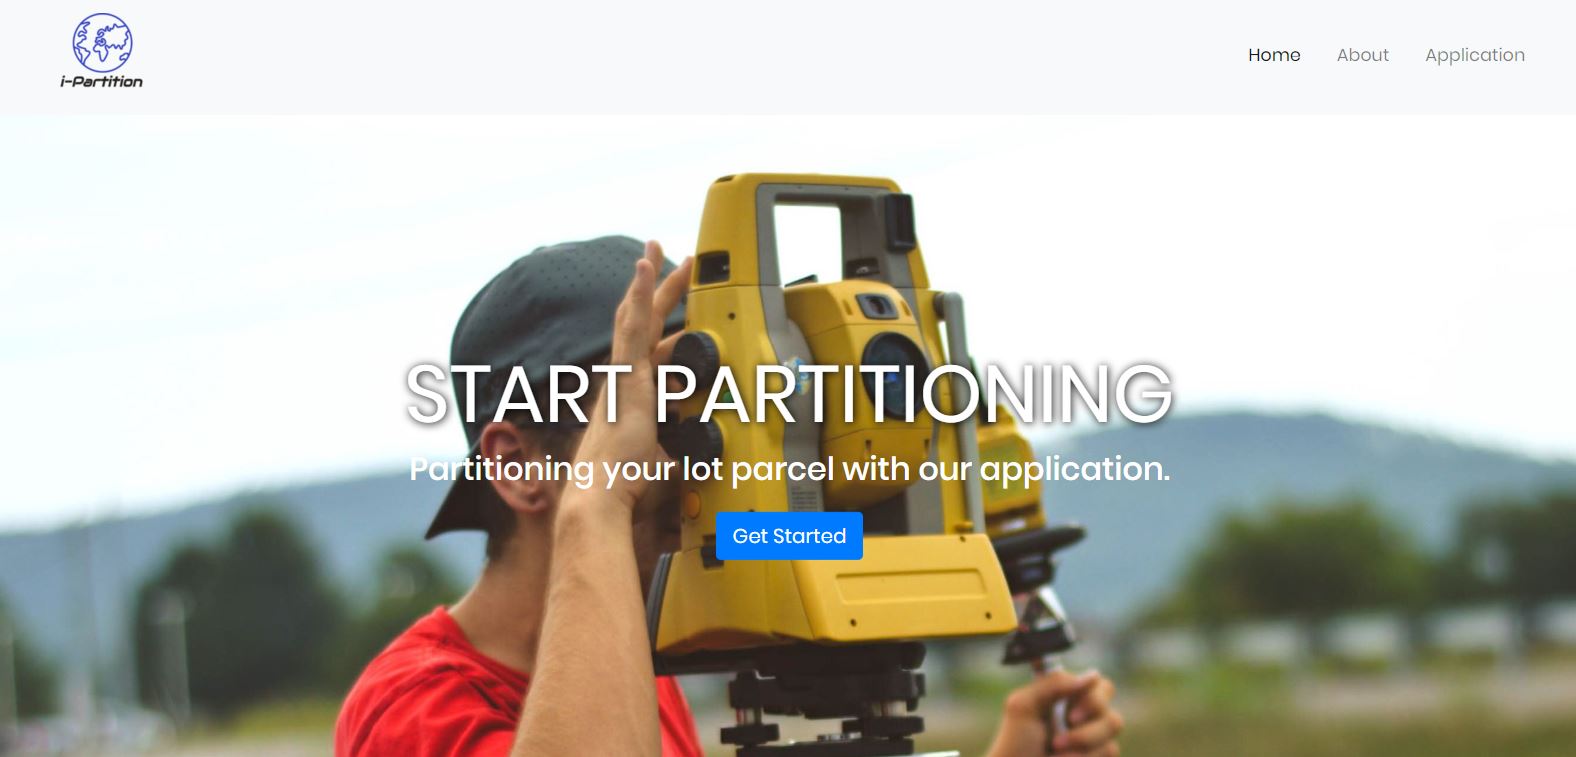 i-Partition
Home About Application
START PARTITIONING
Partitioning your lot parcel with our application.
Get Started